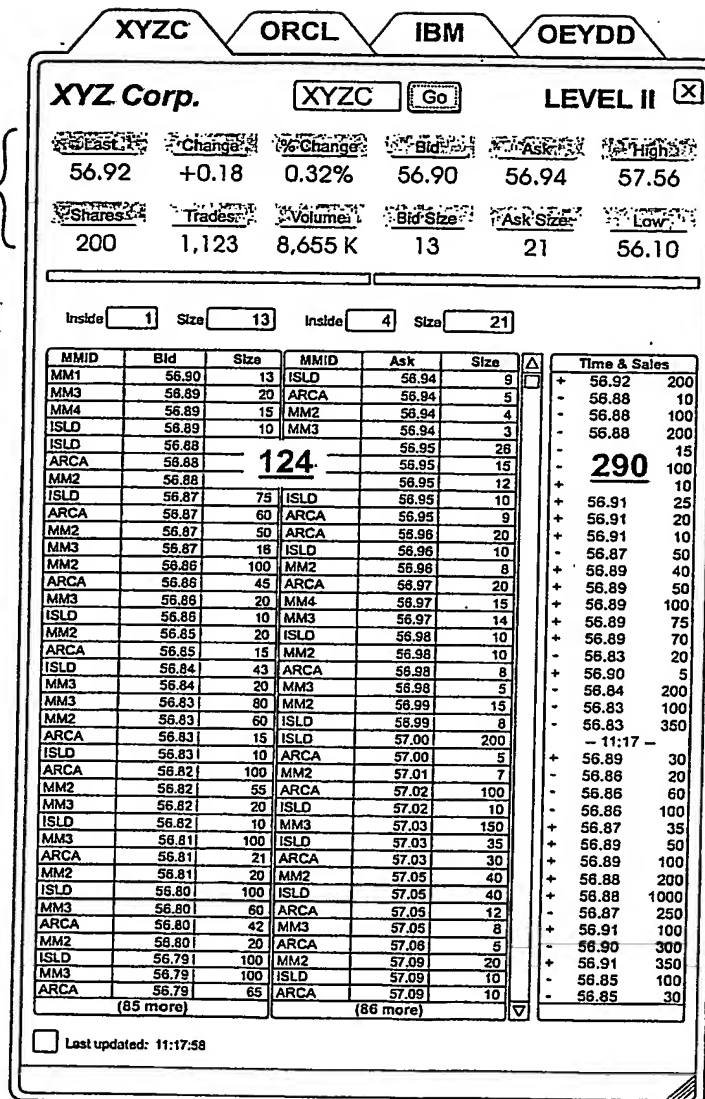 XYZC ORCL IBM OEYDD
XYZ Corp. XYZC Go LEVEL II X
Last Change % Change Bid Ask High
56.92 +0.18 0.32% 56.90 56.94 57.56
Shares Trades Volume Bid Size Ask Size Low
200 1,123 8,655 K 13 21 56.10
Inside 1 Size 13 Inside 4 Size 21
MMID Bid Size MMID Ask Size Time & Sales
MM1 56.90 13 ISLD 56.94 9 + 56.92 200
MM3 56.89 20 ARCA 56.94 5 - 56.88 10
MM4 56.89 15 MM2 56.94 4 - 56.88 100
ISLD 56.89 10 MM3 56.94 3 - 56.88 200
ISLD 56.88 56.95 26 - 15
ARCA 56.88 124 56.95 15 - 290 100
MM2 56.88 56.95 12 + 10
ISLD 56.87 75 ISLD 56.95 10 + 56.91 25
ARCA 56.87 60 ARCA 56.95 9 + 56.91 20
MM2 56.87 50 ARCA 56.96 20 + 56.91 10
MM3 56.87 16 ISLD 56.96 10 - 56.87 50
MM2 56.86 100 MM2 56.96 8 + 56.89 40
ARCA 56.86 45 ARCA 56.97 20 + 56.89 50
MM3 56.86 20 MM4 56.97 15 + 56.89 100
ISLD 56.86 10 MM3 56.97 14 + 56.89 75
MM2 56.85 20 ISLD 56.98 10 + 56.89 70
ARCA 56.85 15 MM2 56.98 10 - 56.83 20
ISLD 56.84 43 ARCA 56.98 8 + 56.90 5
MM3 56.84 20 MM3 56.98 5 - 56.84 200
MM3 56.83 80 MM2 56.99 15 - 56.83 100
MM2 56.83 60 ISLD 56.99 8 - 56.83 350
ARCA 56.83 15 ISLD 57.00 200 – 11:17 –
ISLD 56.83 10 ARCA 57.00 5 + 56.89 30
ARCA 56.82 100 MM2 57.01 7 - 56.86 20
MM2 56.82 55 ARCA 57.02 100 - 56.86 60
MM3 56.82 20 ISLD 57.02 10 - 56.86 100
ISLD 56.82 10 MM3 57.03 150 + 56.87 35
MM3 56.81 100 ISLD 57.03 35 + 56.89 50
ARCA 56.81 21 ARCA 57.03 30 + 56.89 100
MM2 56.81 20 MM2 57.05 40 + 56.88 200
ISLD 56.80 100 ISLD 57.05 40 + 56.88 1000
MM3 56.80 60 ARCA 57.05 12 - 56.87 250
ARCA 56.80 42 MM3 57.05 8 + 56.91 100
MM2 56.80 20 ARCA 57.06 5 - 56.90 300
ISLD 56.79 100 MM2 57.09 20 + 56.91 350
MM3 56.79 100 ISLD 57.09 10 - 56.85 100
ARCA 56.79 65 ARCA 57.09 10 - 56.85 30
(85 more) (86 more)
Last updated: 11:17:58